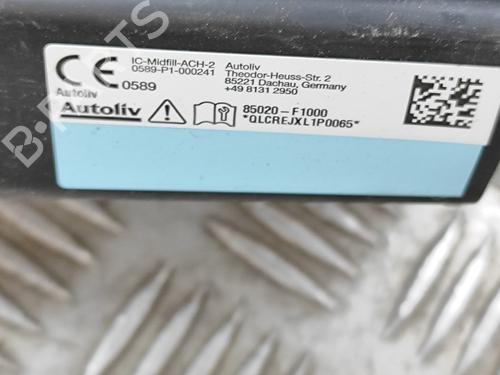 IC-Midfill-ACH-2
0589-P1-000241
CE 0589
Autoliv
Autoliv
Theodor-Heuss-Str. 2
85221 Dachau, Germany
+49 8131 2950
Autoliv
85020-F1000
*QLCREJXL1P0065*
B-PARTS